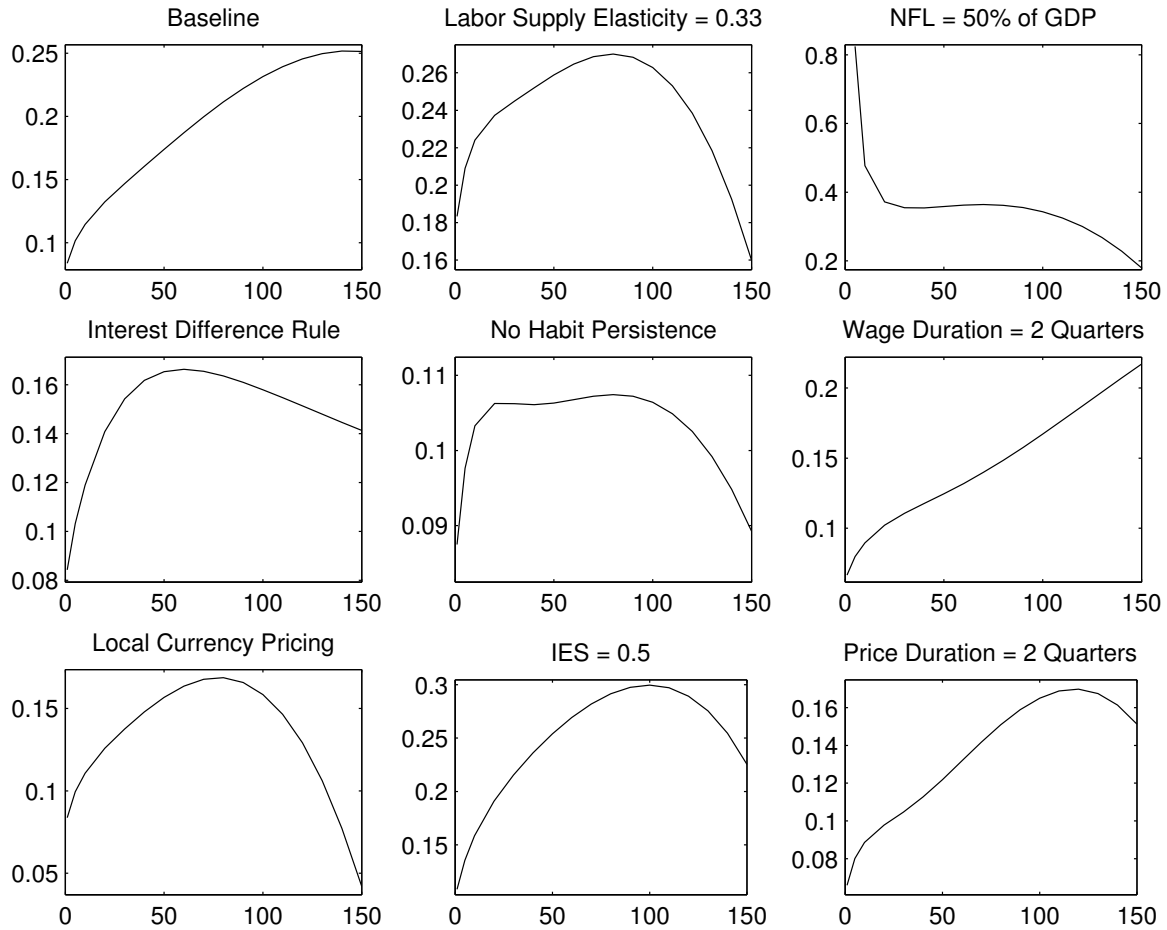 Baseline
0.25
0.2
0.15
0.1
0 50 100 150
Labor Supply Elasticity = 0.33
0.26
0.24
0.22
0.2
0.18
0.16
0 50 100 150
NFL = 50% of GDP
0.8
0.6
0.4
0.2
0 50 100 150
Interest Difference Rule
0.16
0.14
0.12
0.1
0.08
0 50 100 150
No Habit Persistence
0.11
0.1
0.09
0 50 100 150
Wage Duration = 2 Quarters
0.2
0.15
0.1
0 50 100 150
Local Currency Pricing
0.15
0.1
0.05
0 50 100 150
IES = 0.5
0.3
0.25
0.2
0.15
0 50 100 150
Price Duration = 2 Quarters
0.16
0.14
0.12
0.1
0.08
0 50 100 150